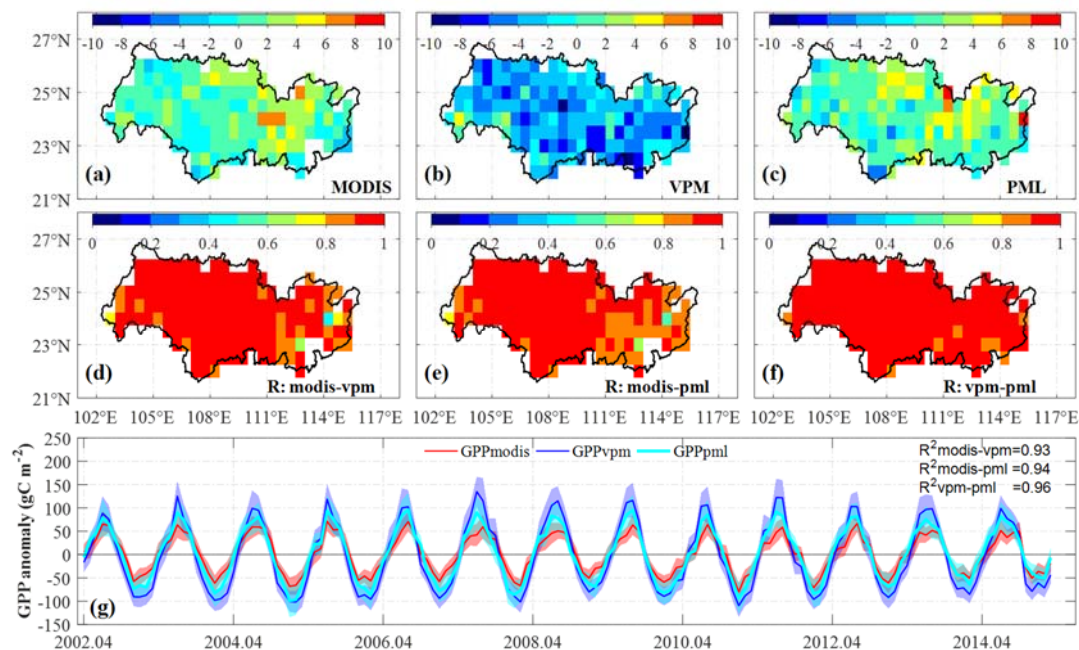 27°N
25°N
23°N
21°N
-10 -8 -6 -4 -2 0 2 4 6 8 10
(a)
MODIS
-10 -8 -6 -4 -2 0 2 4 6 8 10
(b)
VPM
-10 -8 -6 -4 -2 0 2 4 6 8 10
(c)
PML
27°N
25°N
23°N
21°N
0 0.2 0.4 0.6 0.8 1
(d)
R: modis-vpm
0 0.2 0.4 0.6 0.8 1
(e)
R: modis-pml
0 0.2 0.4 0.6 0.8 1
(f)
R: vpm-pml
102°E 105°E 108°E 111°E 117°E
102°E 105°E 108°E 111°E 117°E
102°E 105°E 108°E 111°E 117°E
GPPanomaly (gC m⁻²)
250
200
150
100
50
0
-50
-100
-150
GPPmodis GPPvpm GPPpml
R²modis-vpm=0.93
R²modis-pml =0.94
R²vpm-pml =0.96
(g)
2002.04 2004.04 2006.04 2008.04 2010.04 2012.04 2014.04